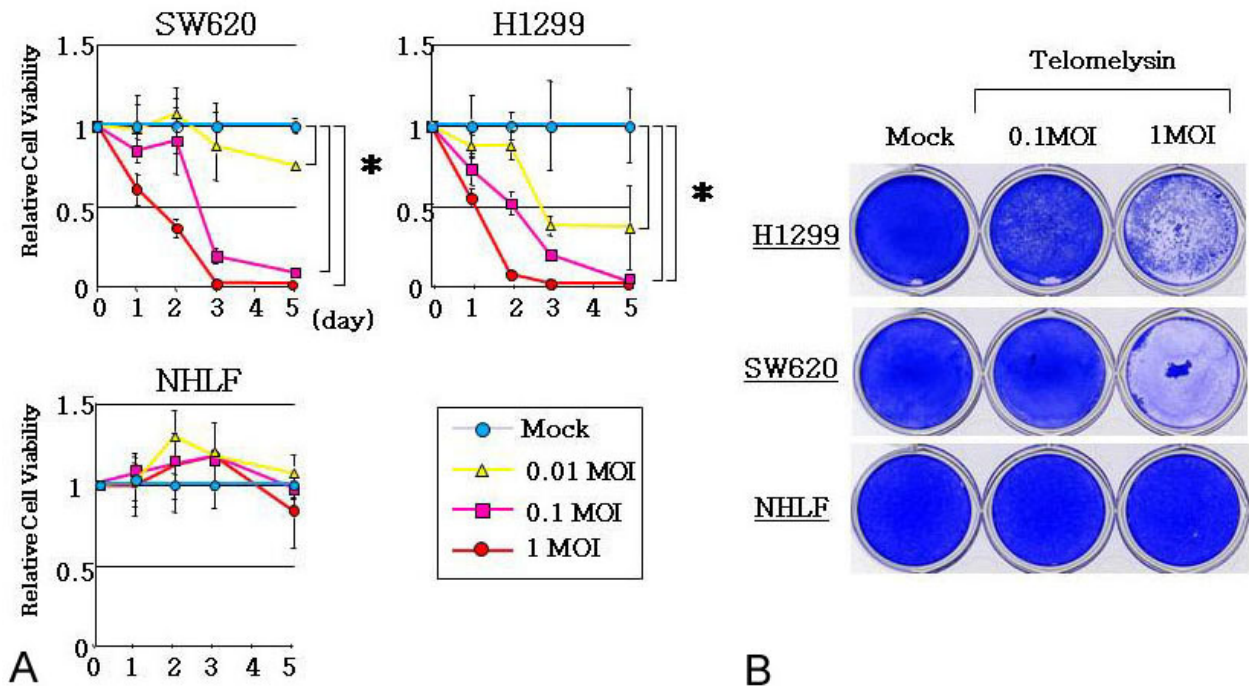 SW620
H1299
Relative Cell Viability
1.5
1
0.5
0
0 1 2 3 4 5
(day)
*
1.5
1
0.5
0
0 1 2 3 4 5
*
NHLF
Relative Cell Viability
1.5
1
0.5
0
0 1 2 3 4 5
Mock
0.01 MOI
0.1 MOI
1 MOI
A
Telomelysin
Mock 0.1MOI 1MOI
H1299
SW620
NHLF
B